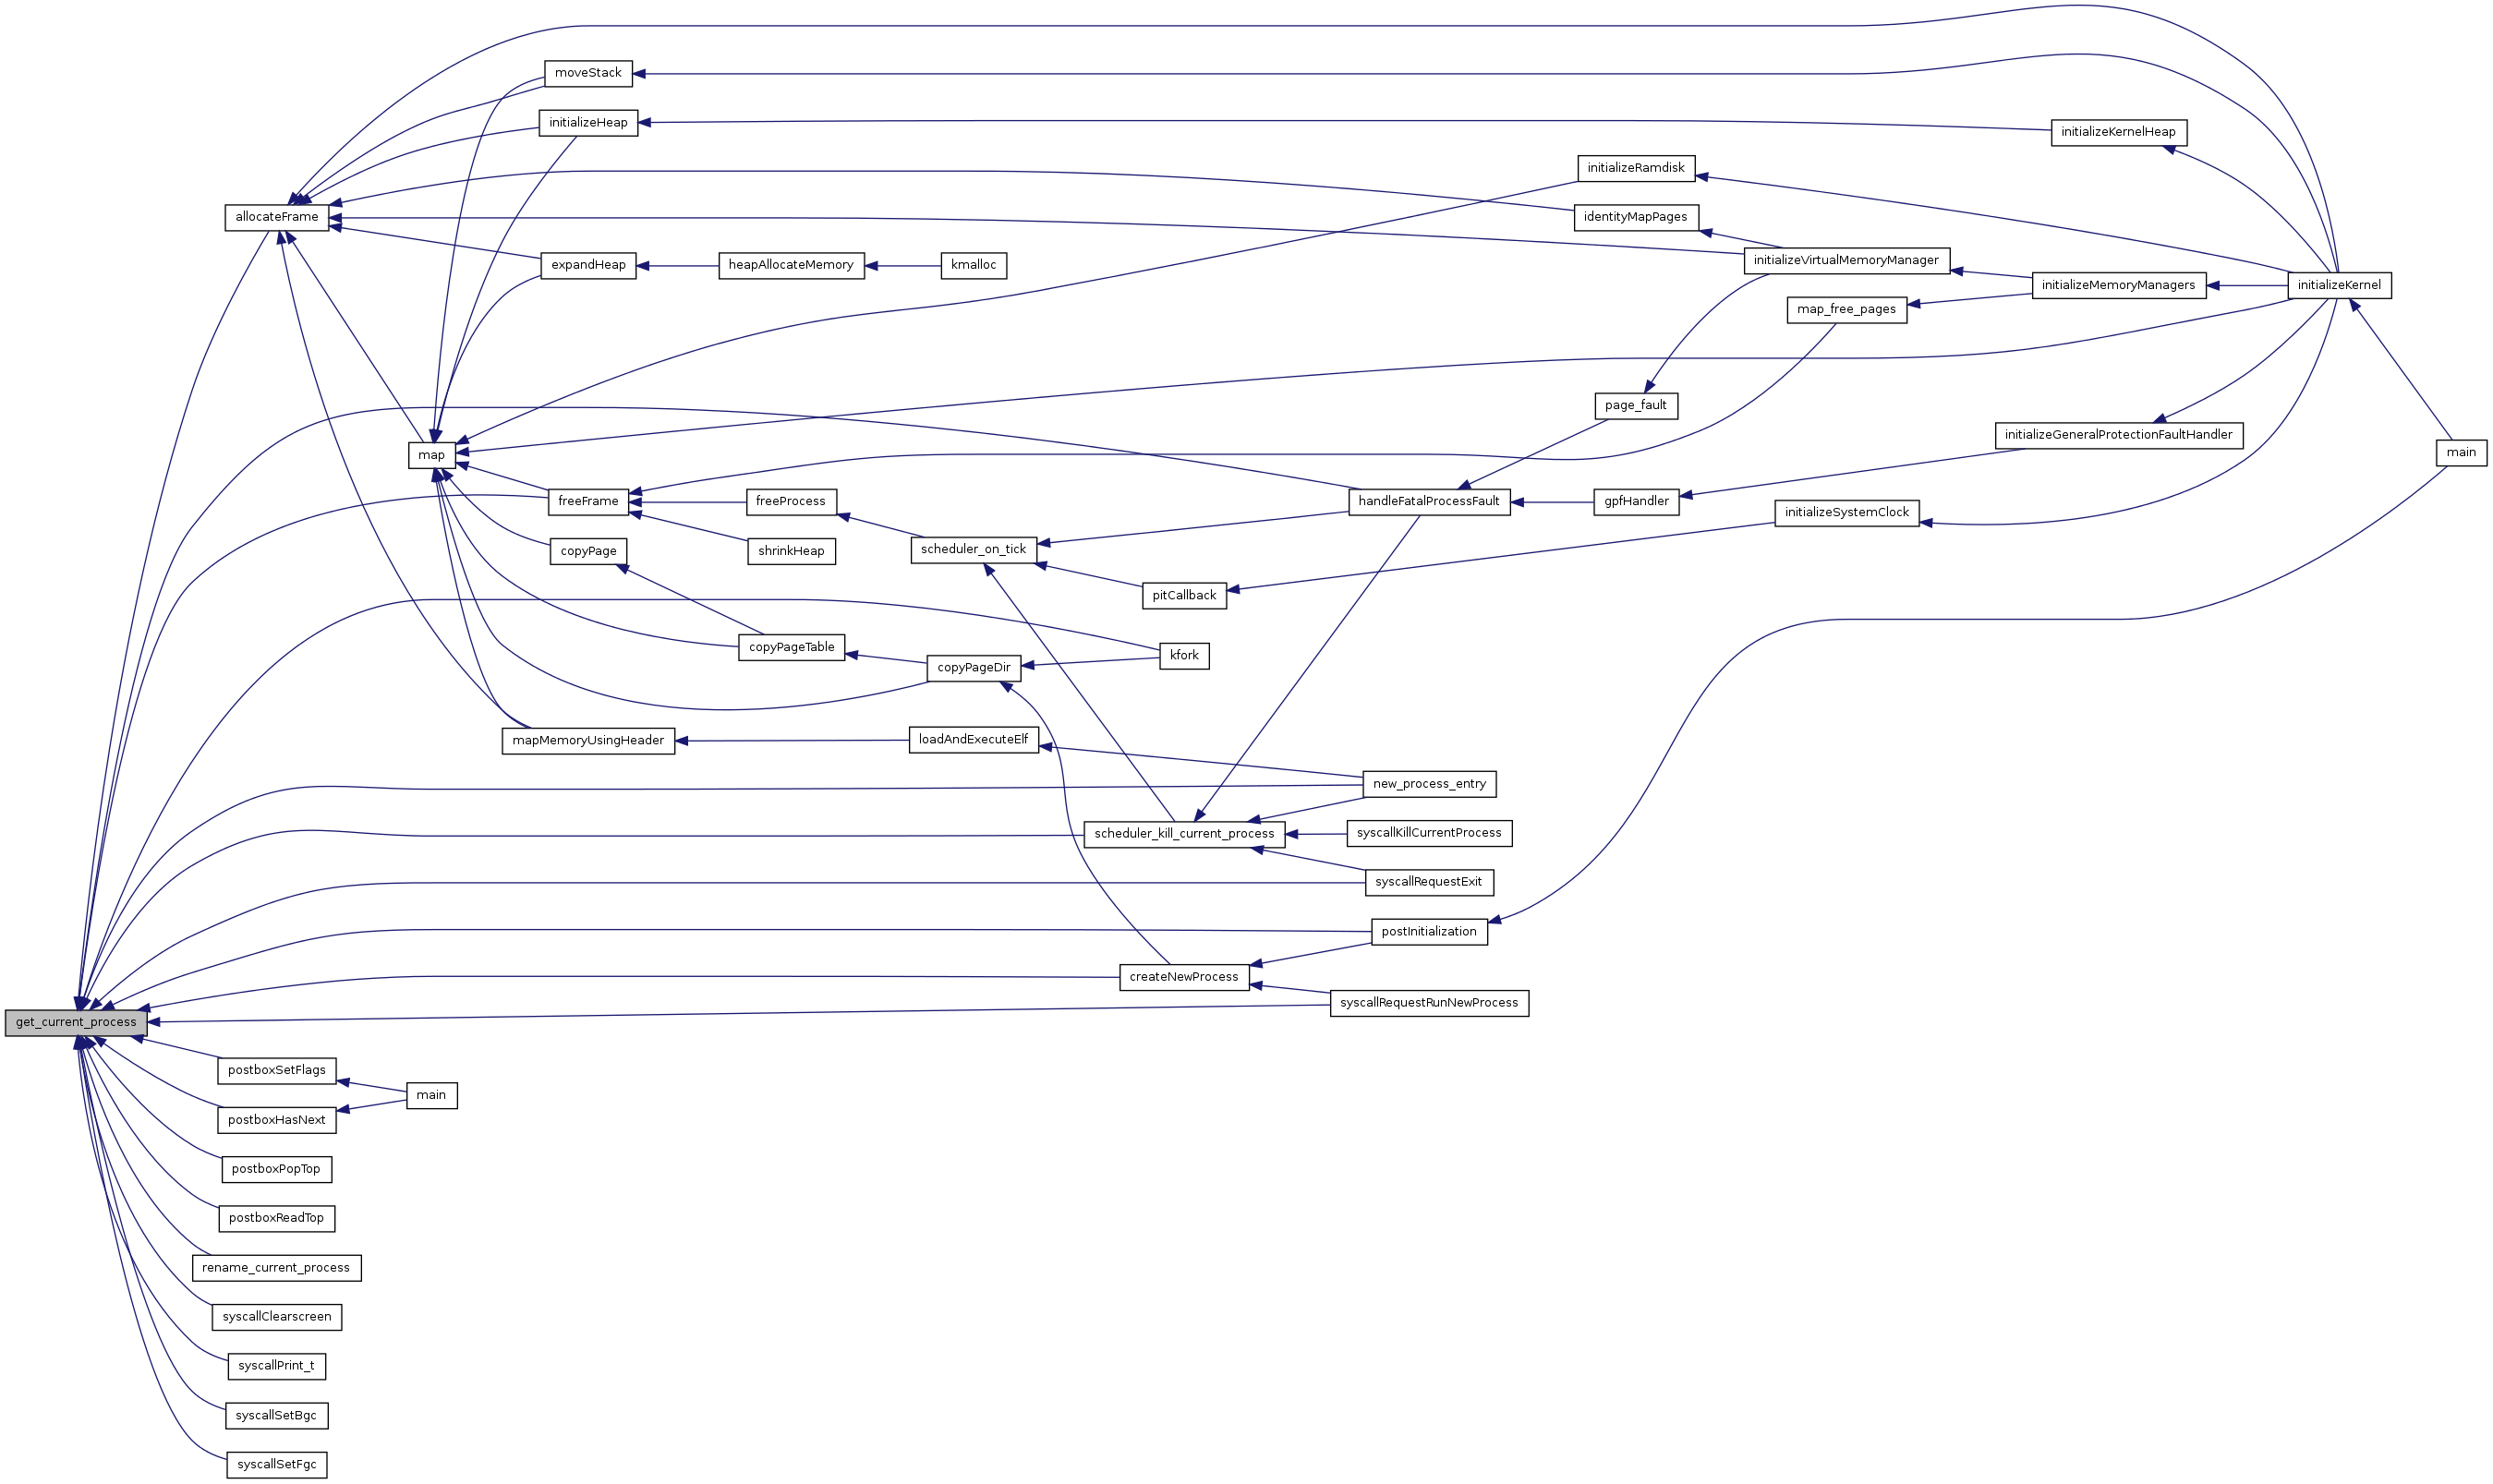 moveStack
initializeHeap
initializeKernelHeap
initializeRamdisk
allocateFrame
identityMapPages
expandHeap
heapAllocateMemory
kmalloc
initializeVirtualMemoryManager
initializeMemoryManagers
initializeKernel
map_free_pages
page_fault
initializeGeneralProtectionFaultHandler
main
map
freeFrame
freeProcess
handleFatalProcessFault
gpfHandler
initializeSystemClock
copyPage
shrinkHeap
scheduler_on_tick
pitCallback
copyPageTable
copyPageDir
kfork
mapMemoryUsingHeader
loadAndExecuteElf
new_process_entry
scheduler_kill_current_process
syscallKillCurrentProcess
syscallRequestExit
postInitialization
createNewProcess
syscallRequestRunNewProcess
get_current_process
postboxSetFlags
main
postboxHasNext
postboxPopTop
postboxReadTop
rename_current_process
syscallClearscreen
syscallPrint_t
syscallSetBgc
syscallSetFgc